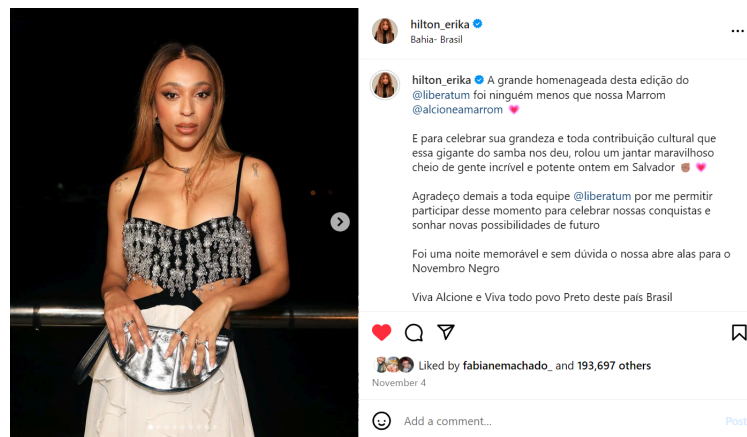 hilton_erika
Bahia- Brasil
hilton_erika A grande homenageada desta edição do
@liberatum foi ninguém menos que nossa Marrom
@alcioneamarrom
E para celebrar sua grandeza e toda contribuição cultural que
essa gigante do samba nos deu, rolou um jantar maravilhoso
cheio de gente incrível e potente ontem em Salvador
Agradeço demais a toda equipe @liberatum por me permitir
participar desse momento para celebrar nossas conquistas e
sonhar novas possibilidades de futuro
Foi uma noite memorável e sem dúvida o nosso abre alas para o
Novembro Negro
Viva Alcione e Viva todo povo Preto deste país Brasil
Liked by fabianemachado_ and 193,697 others
November 4
Add a comment...
Post